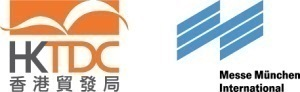 HKTDC
香港貿發局
Messe München
International